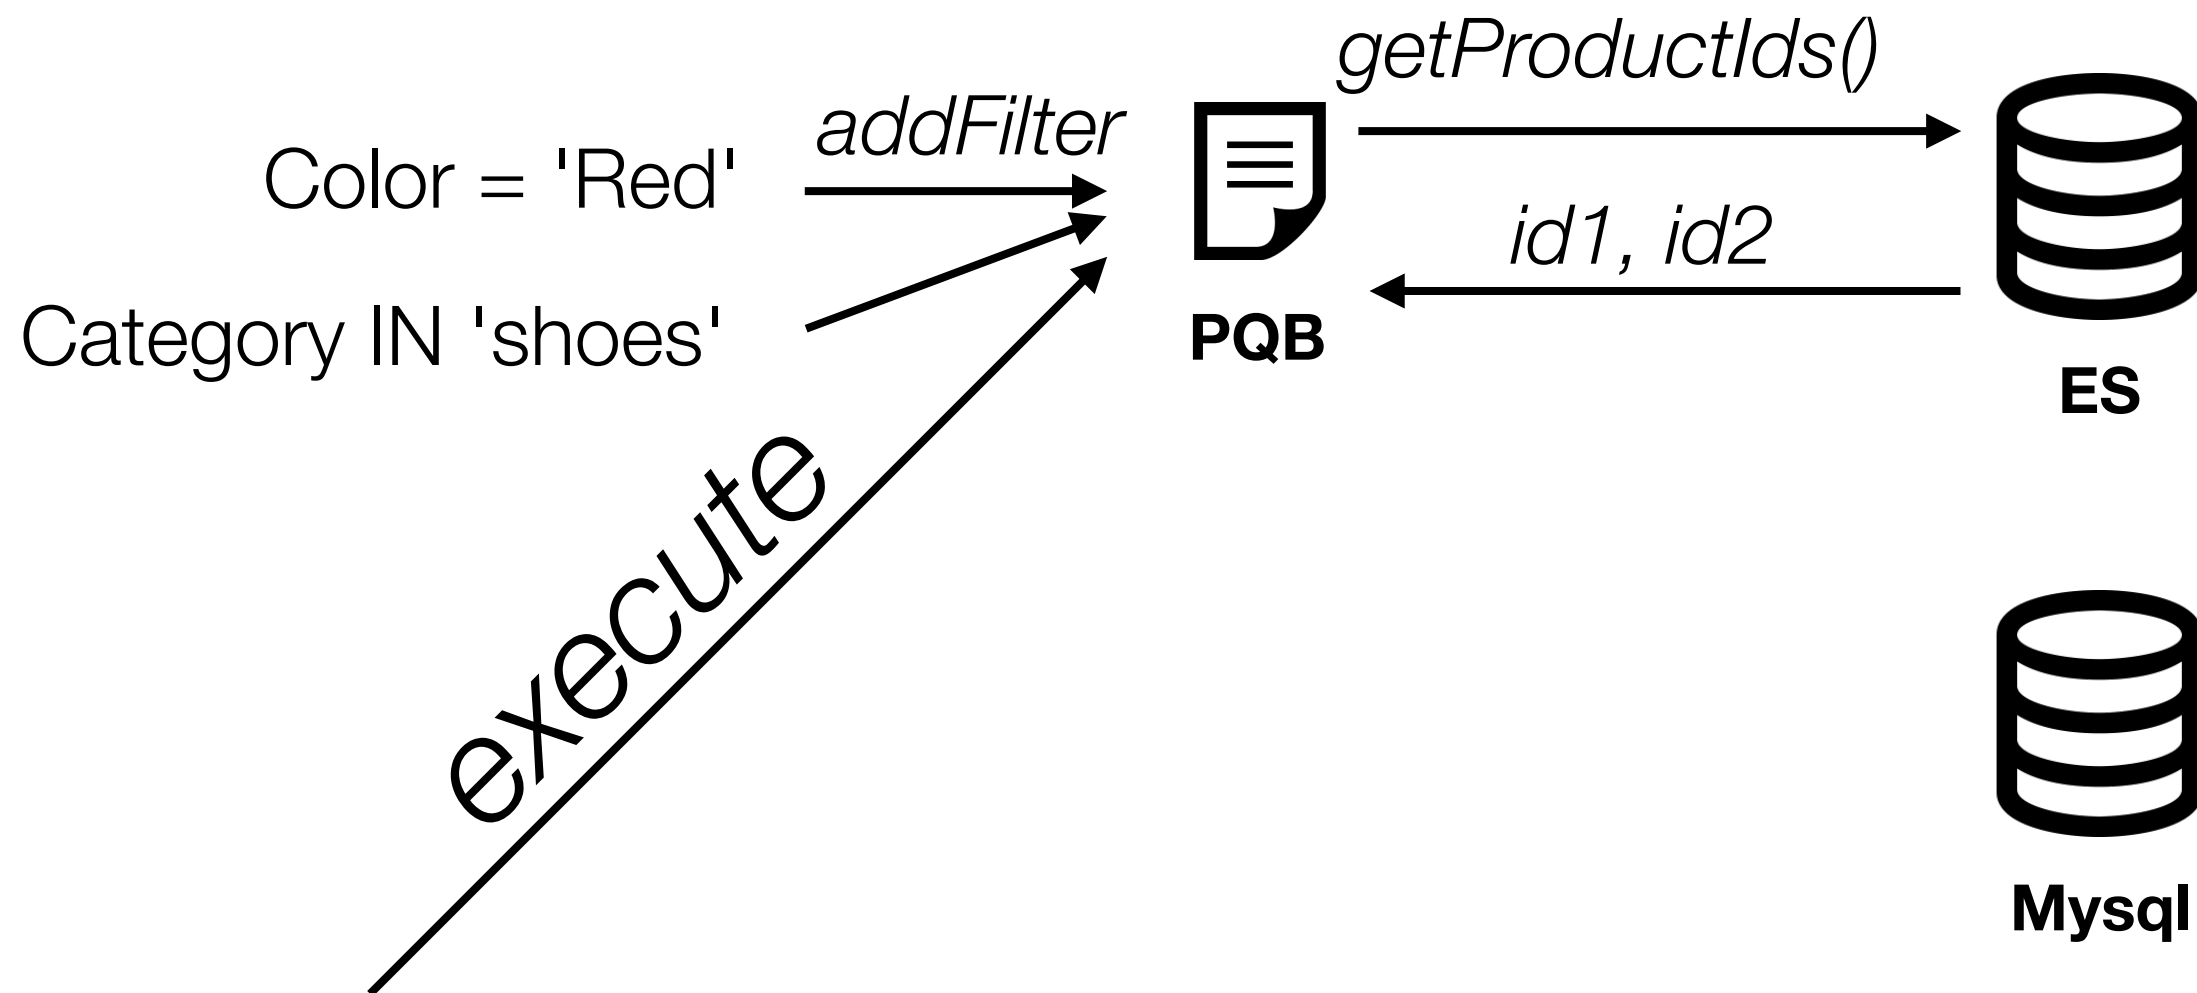 getProductIds()
addFilter
Color = 'Red'
id1, id2
Category IN 'shoes'
PQB
ES
execute
Mysql